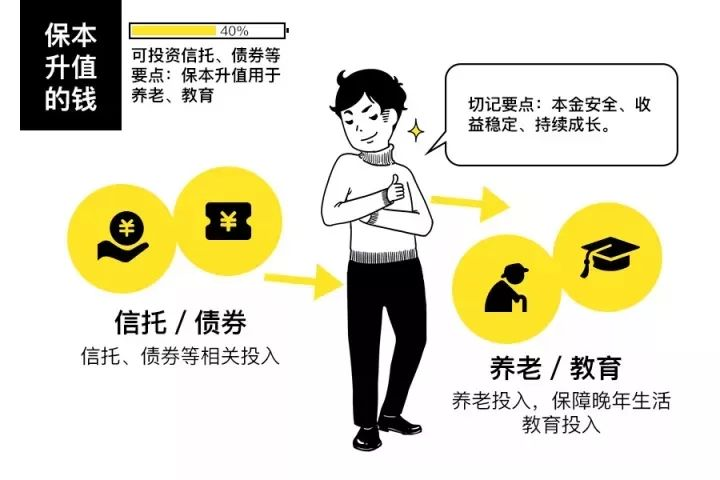 保本
升值
的钱
40%
可投资信托、债券等
要点：保本升值用于
养老、教育
切记要点：本金安全、收
益稳定、持续成长。
¥
¥
信托 / 债券
信托、债券等相关投入
养老 / 教育
养老投入，保障晚年生活
教育投入